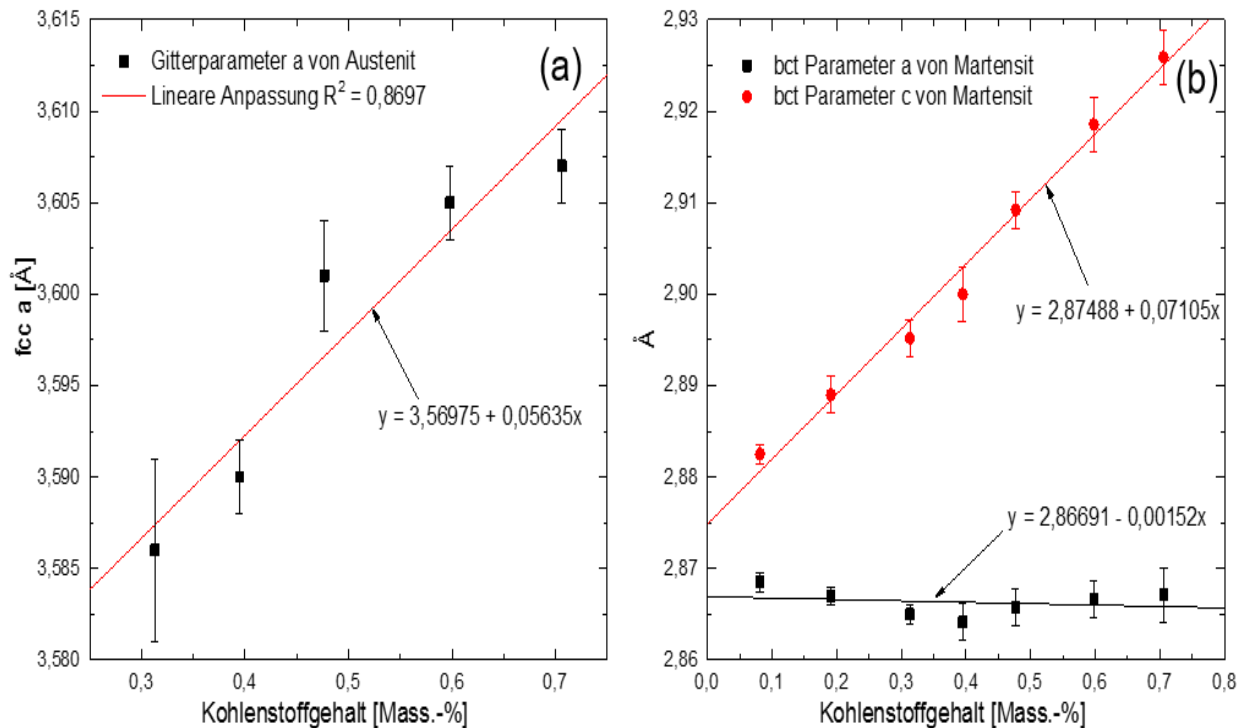 3,615
3,610
3,605
3,600
3,595
3,590
3,585
3,580
fcc a [Å]
(a)
Gitterparameter a von Austenit
Lineare Anpassung R² = 0,8697
y = 3,56975 + 0,05635x
0,3 0,4 0,5 0,6 0,7
Kohlenstoffgehalt [Mass.-%]
2,93
2,92
2,91
2,90
2,89
2,88
2,87
2,86
Å
(b)
bct Parameter a von Martensit
bct Parameter c von Martensit
y = 2,87488 + 0,07105x
y = 2,86691 - 0,00152x
0,0 0,1 0,2 0,3 0,4 0,5 0,6 0,7 0,8
Kohlenstoffgehalt [Mass.-%]